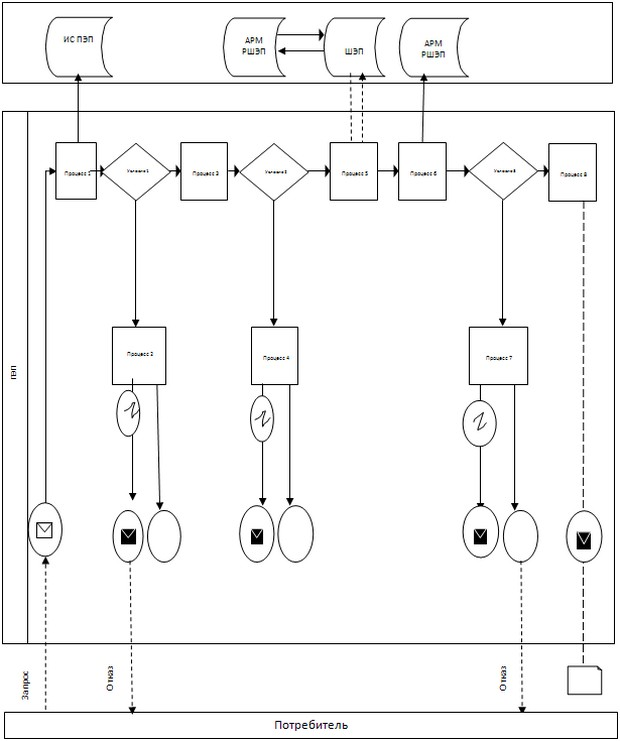 ИС ПЭП
АРМ
РШЭП
ШЭП
АРМ
РШЭП
Процесс 1
Условие 1
Процесс 3
Условие 2
Процесс 5
Процесс 6
Условие 3
Процесс 8
Процесс 2
Процесс 4
Процесс 7
ПЭП
Запрос
Отказ
Отказ
Потребитель